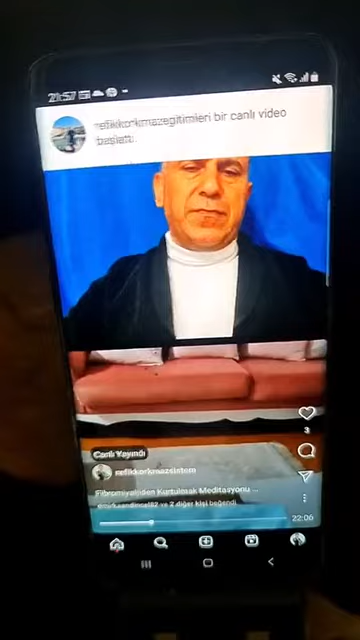 21:57
refikkorkmazegitimleri bir canlı video
başlattı.
3
Canlı Yayındı
refikkorkmazsistem
Fibromiyaljiden Kurtulmak Meditasyonu ...
ve 2 diğer kişi beğendi
22:06